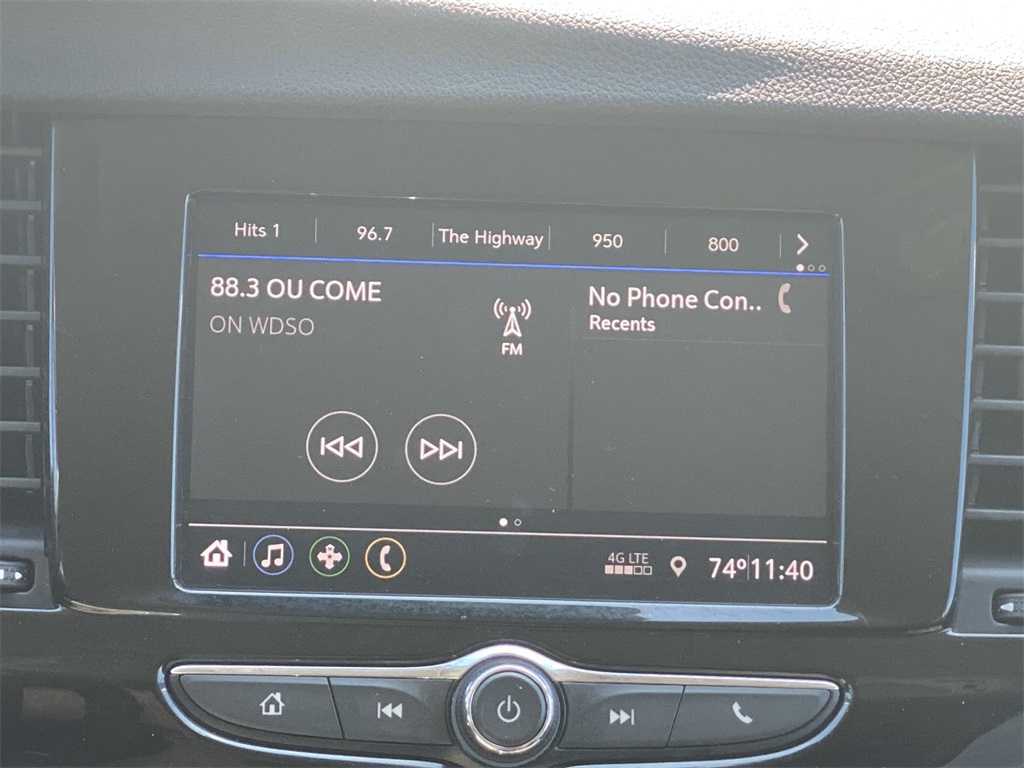 Hits 1 96.7 The Highway 950 800
88.3 OU COME
ON WDSO
FM
No Phone Con..
Recents
4G LTE 74° 11:40